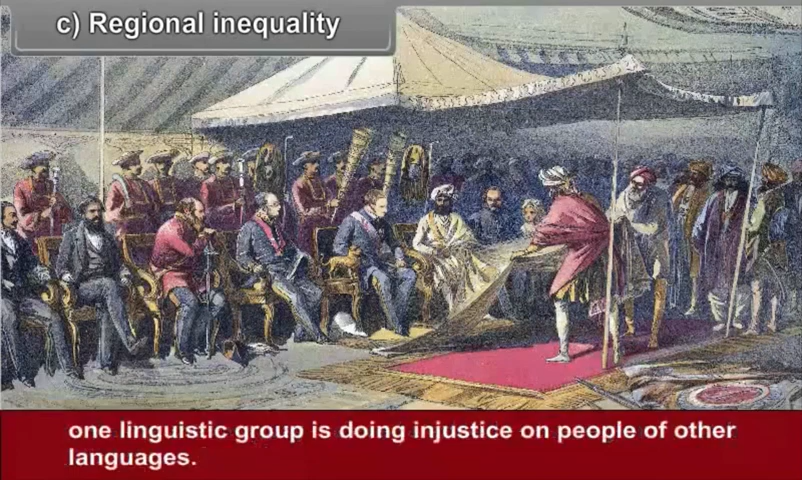 c) Regional inequality
one linguistic group is doing injustice on people of other
languages.